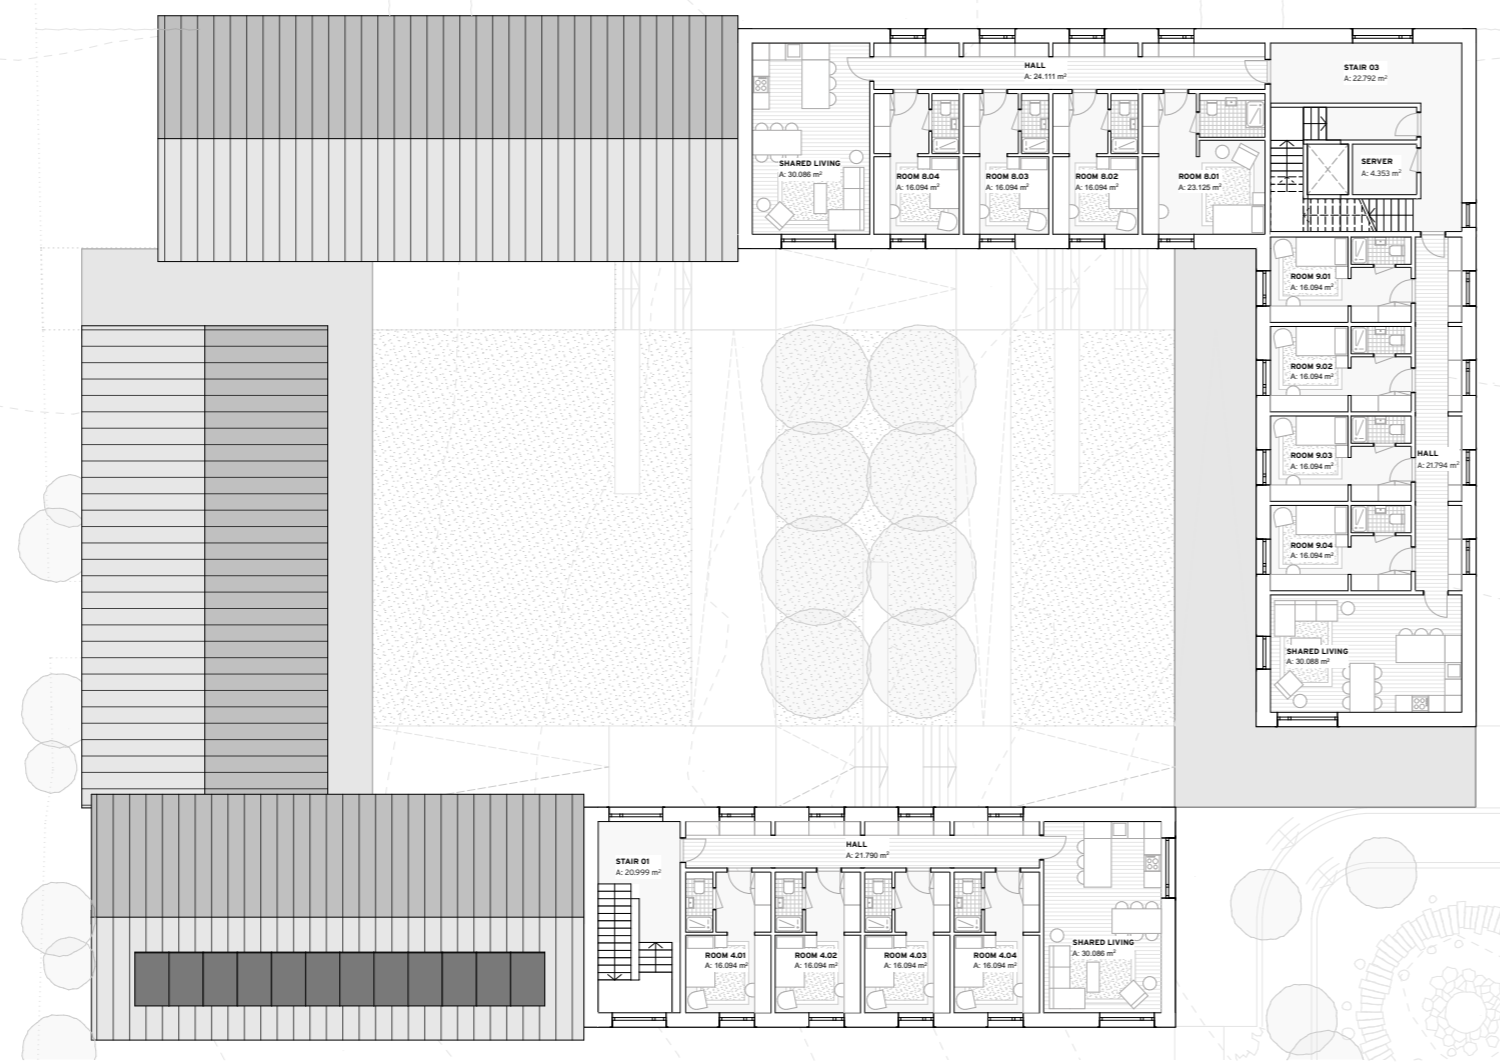 HALL
A: 24.111 m²
STAIR 03
A: 22.792 m²
SHARED LIVING
A: 30.086 m²
ROOM 8.04
A: 16.094 m²
ROOM 8.03
A: 16.094 m²
ROOM 8.02
A: 16.094 m²
ROOM 8.01
A: 23.125 m²
SERVER
A: 4.353 m²
ROOM 9.01
A: 16.094 m²
ROOM 9.02
A: 16.094 m²
ROOM 9.03
A: 16.094 m²
HALL
A: 21.794 m²
ROOM 9.04
A: 16.094 m²
SHARED LIVING
A: 30.088 m²
STAIR 01
A: 20.999 m²
HALL
A: 21.790 m²
ROOM 4.01
A: 16.094 m²
ROOM 4.02
A: 16.094 m²
ROOM 4.03
A: 16.094 m²
ROOM 4.04
A: 16.094 m²
SHARED LIVING
A: 30.086 m²